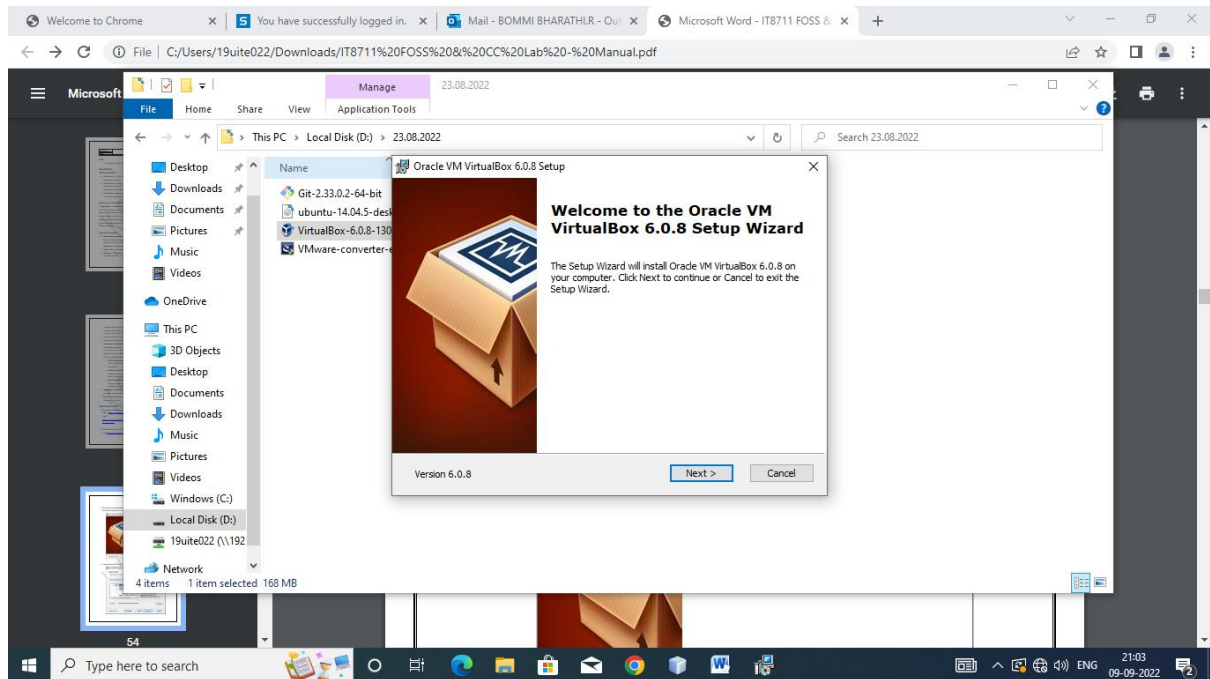 Welcome to Chrome
You have successfully logged in.
Mail - BOMMI BHARATHI.R - Out
Microsoft Word - IT8711 FOSS &
File | C:/Users/19uite022/Downloads/IT8711%20FOSS%20&%20CC%20Lab%20-%20Manual.pdf
Microsoft
Manage
23.08.2022
File Home Share View Application Tools
This PC > Local Disk (D:) > 23.08.2022
Search 23.08.2022
Desktop
Downloads
Documents
Pictures
Music
Videos
OneDrive
This PC
3D Objects
Desktop
Documents
Downloads
Music
Pictures
Videos
Windows (C:)
Local Disk (D:)
19uite022 (\\192
Network
Name
Git-2.33.0.2-64-bit
ubuntu-14.04.5-desk
VirtualBox-6.0.8-130
VMware-converter-e
Oracle VM VirtualBox 6.0.8 Setup
Welcome to the Oracle VM
VirtualBox 6.0.8 Setup Wizard
The Setup Wizard will install Oracle VM VirtualBox 6.0.8 on
your computer. Click Next to continue or Cancel to exit the
Setup Wizard.
Version 6.0.8
Next >
Cancel
4 items 1 item selected 168 MB
54
Type here to search
ENG
21:03
09-09-2022